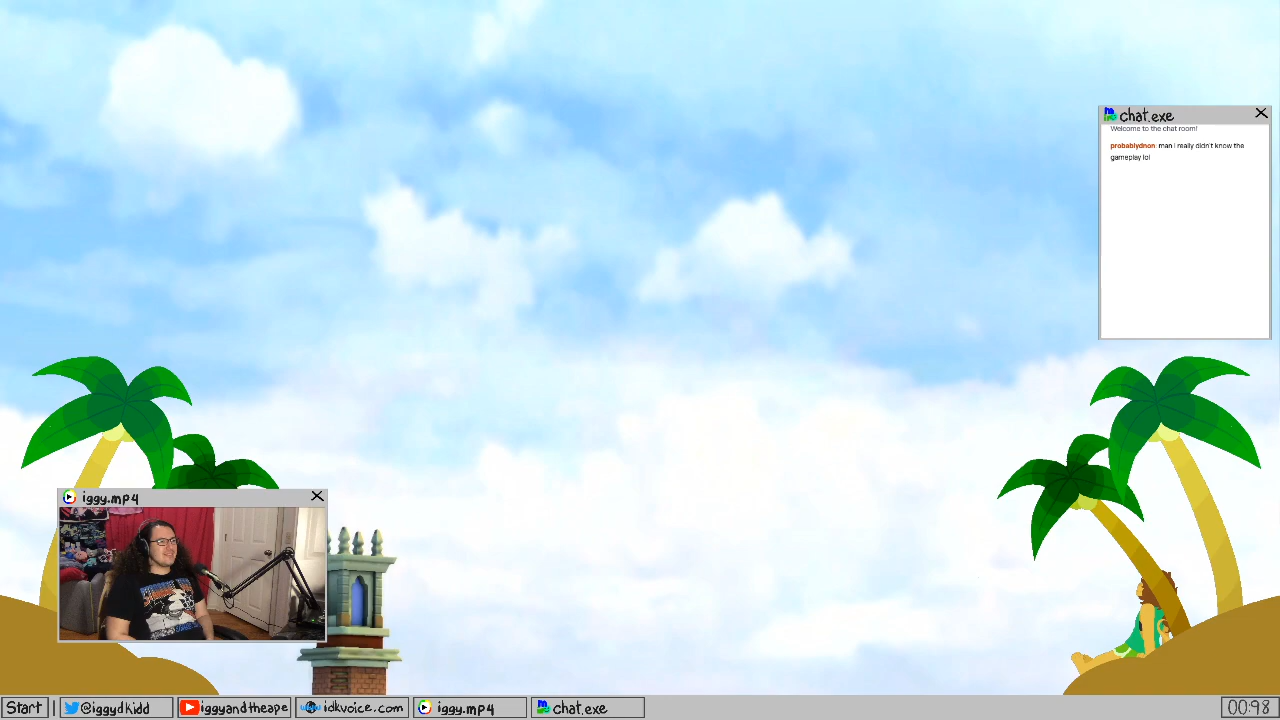 chat.exe
Welcome to the chat room!
probablydnon: man I really didn't know the
gameplay lol
iggy.mp4
Start | @iggydkidd iggyandtheape idkvoice.com iggy.mp4 chat.exe 00:98